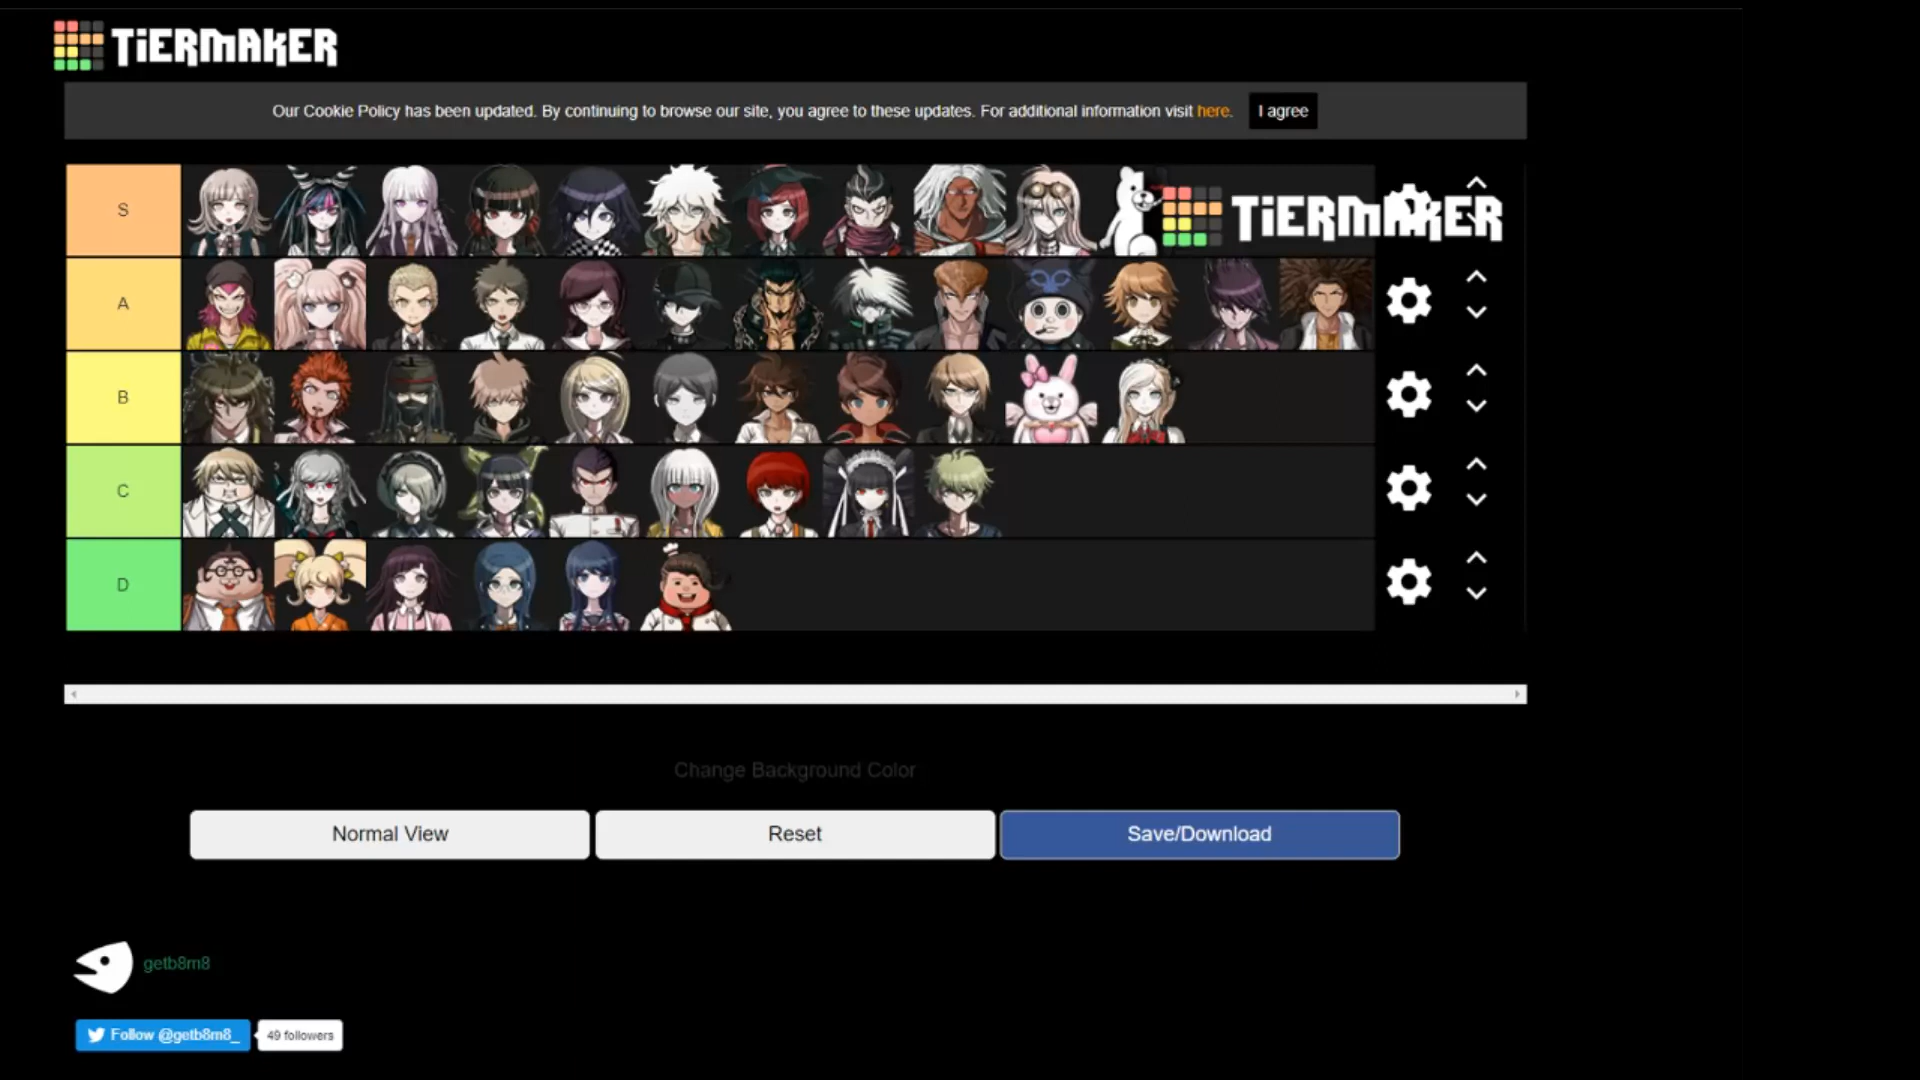 TiERMAKER
Our Cookie Policy has been updated. By continuing to browse our site, you agree to these updates. For additional information visit here. I agree
S
TiERMAKER
A
B
C
D
Change Background Color
Normal View Reset Save/Download
getb8m8
Follow @getb8m8_ 49 followers